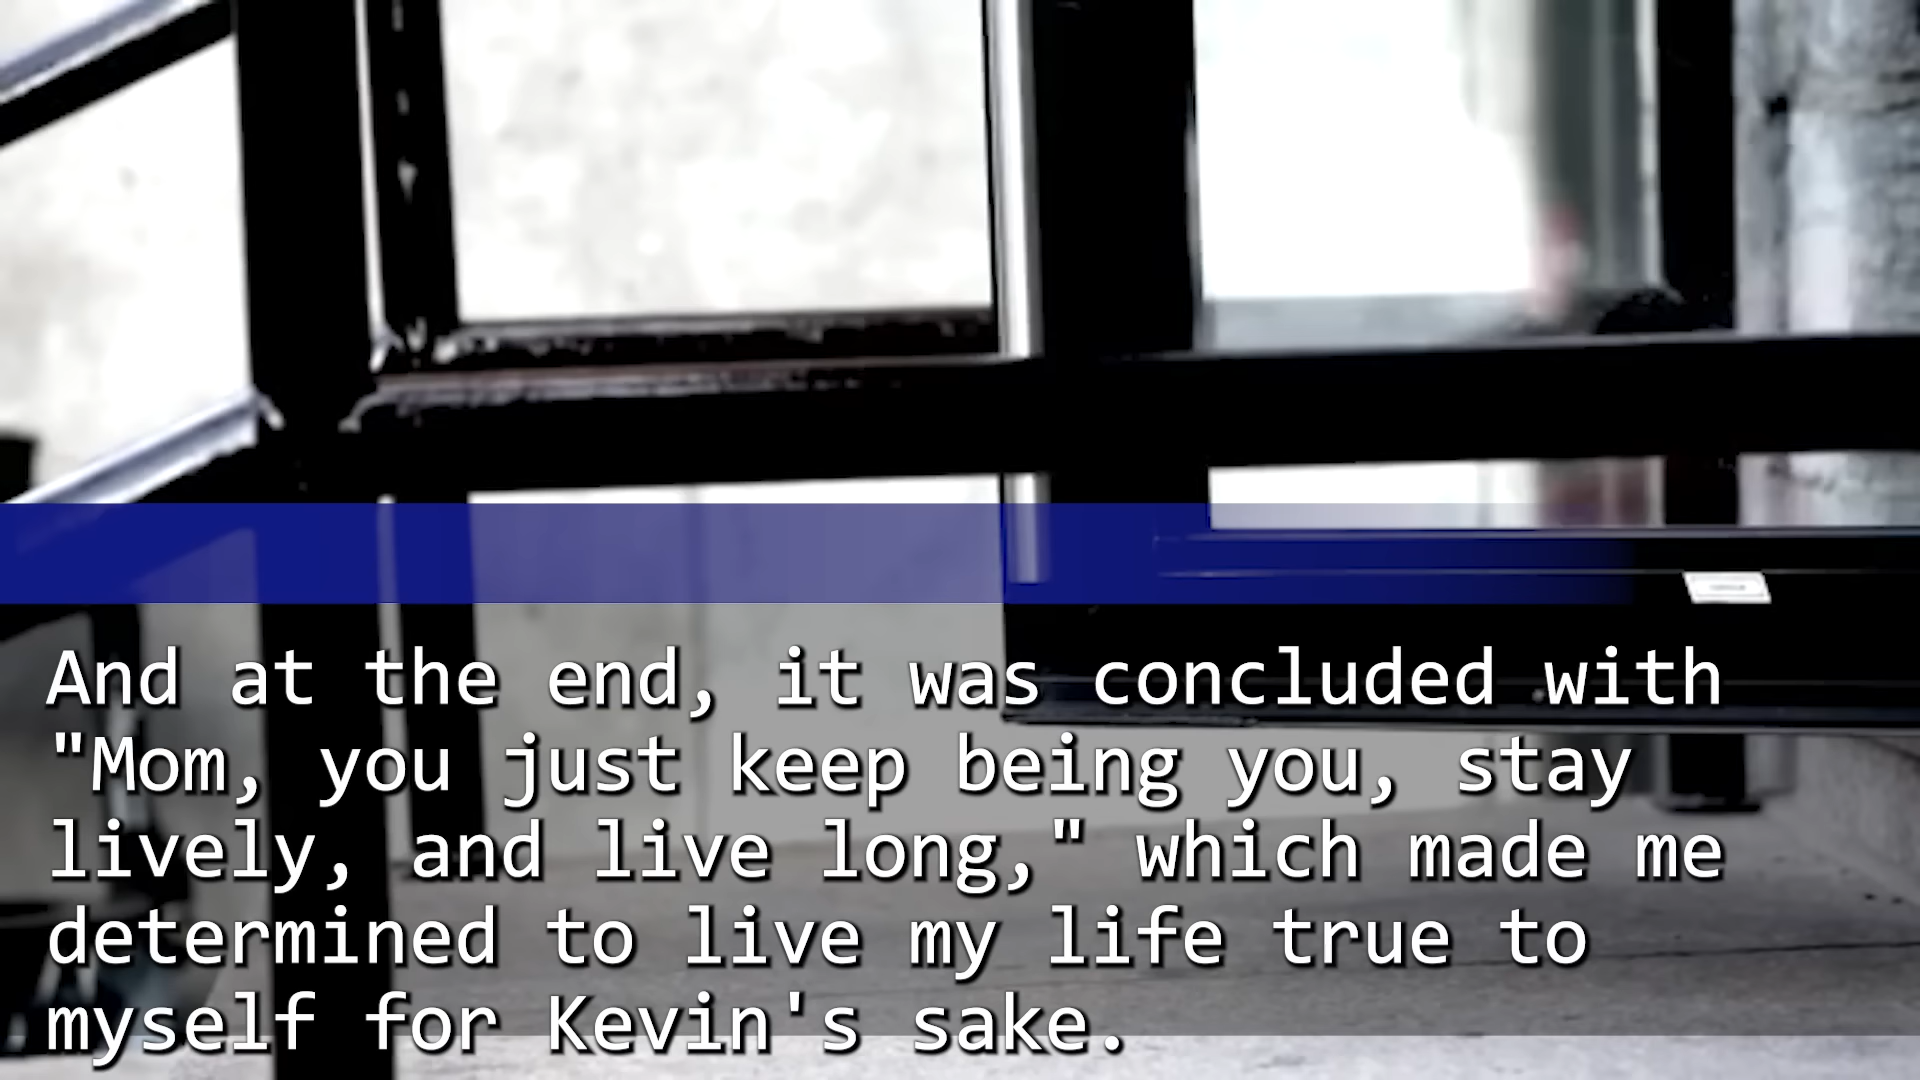 And at the end, it was concluded with
"Mom, you just keep being you, stay
lively, and live long," which made me
determined to live my life true to
myself for Kevin's sake.